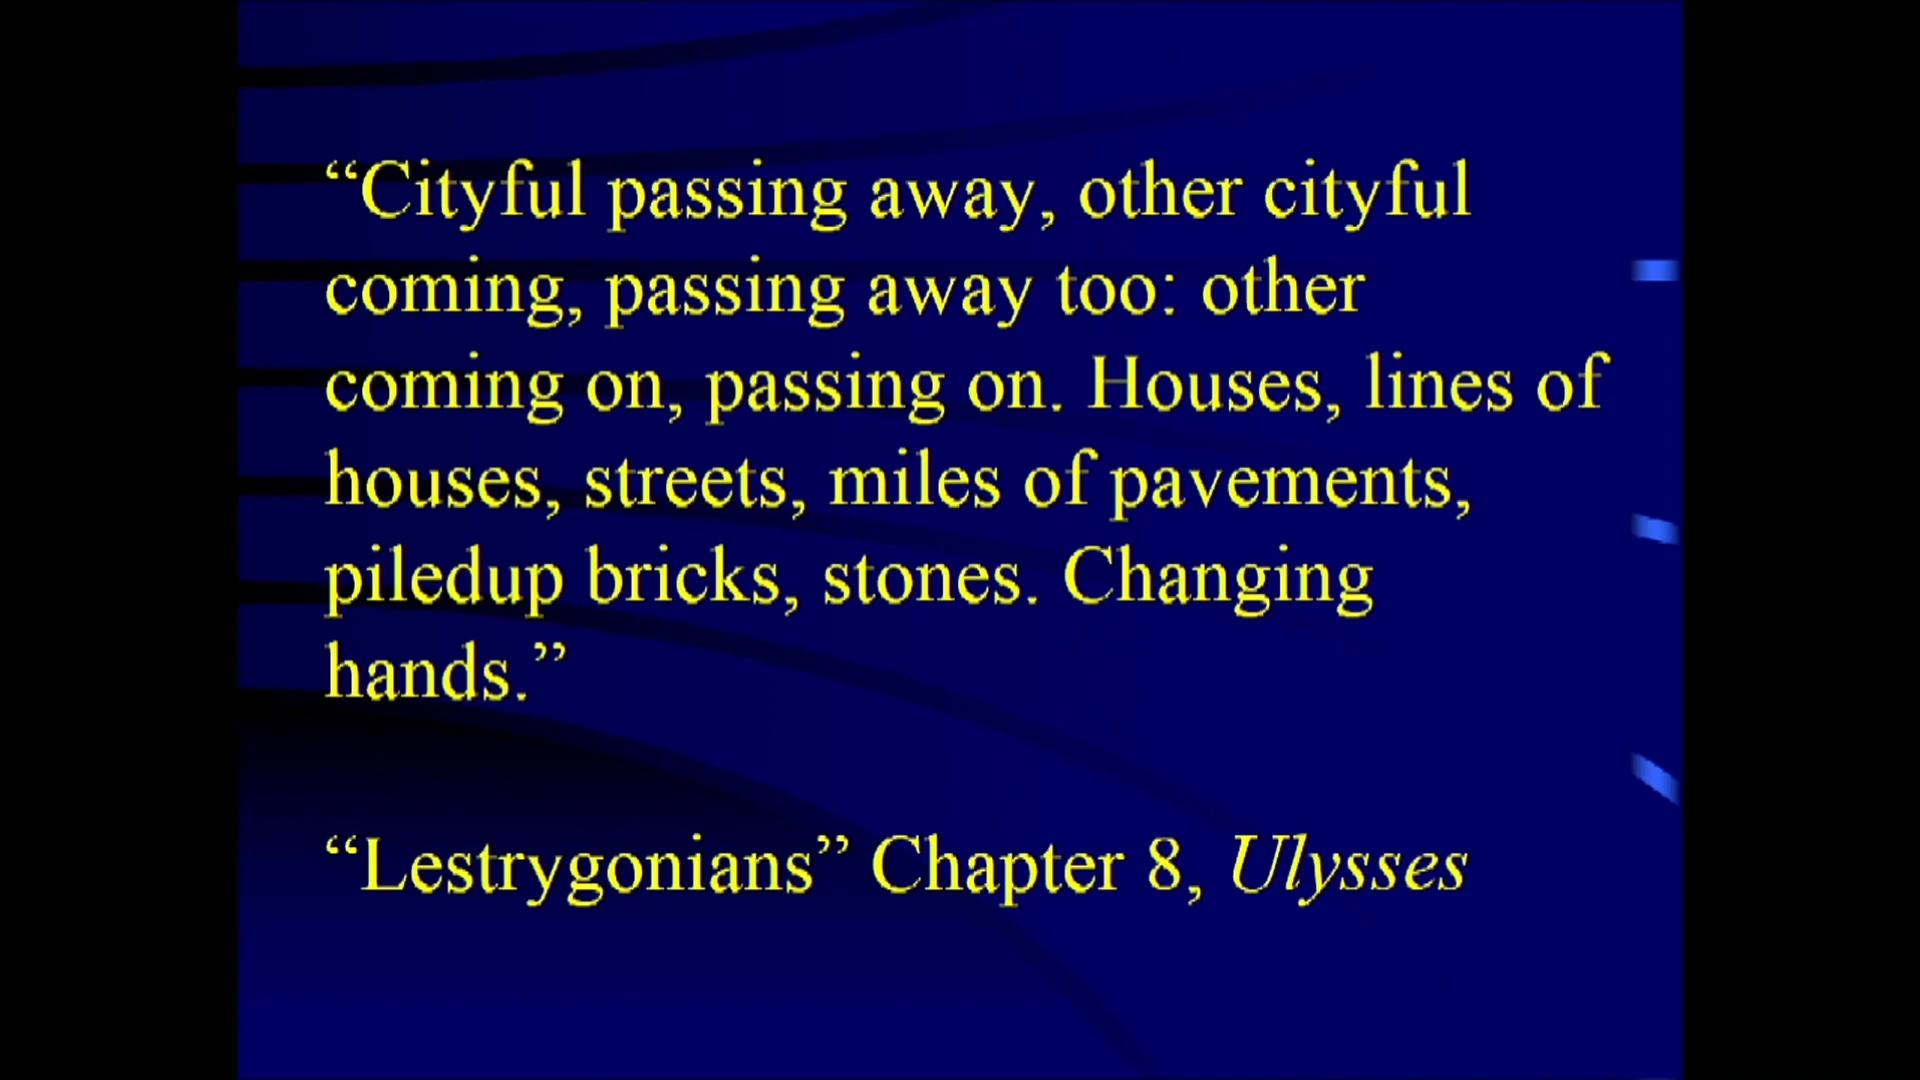 “Cityful passing away, other cityful
coming, passing away too: other
coming on, passing on. Houses, lines of
houses, streets, miles of pavements,
piledup bricks, stones. Changing
hands.”
“Lestrygonians” Chapter 8, Ulysses